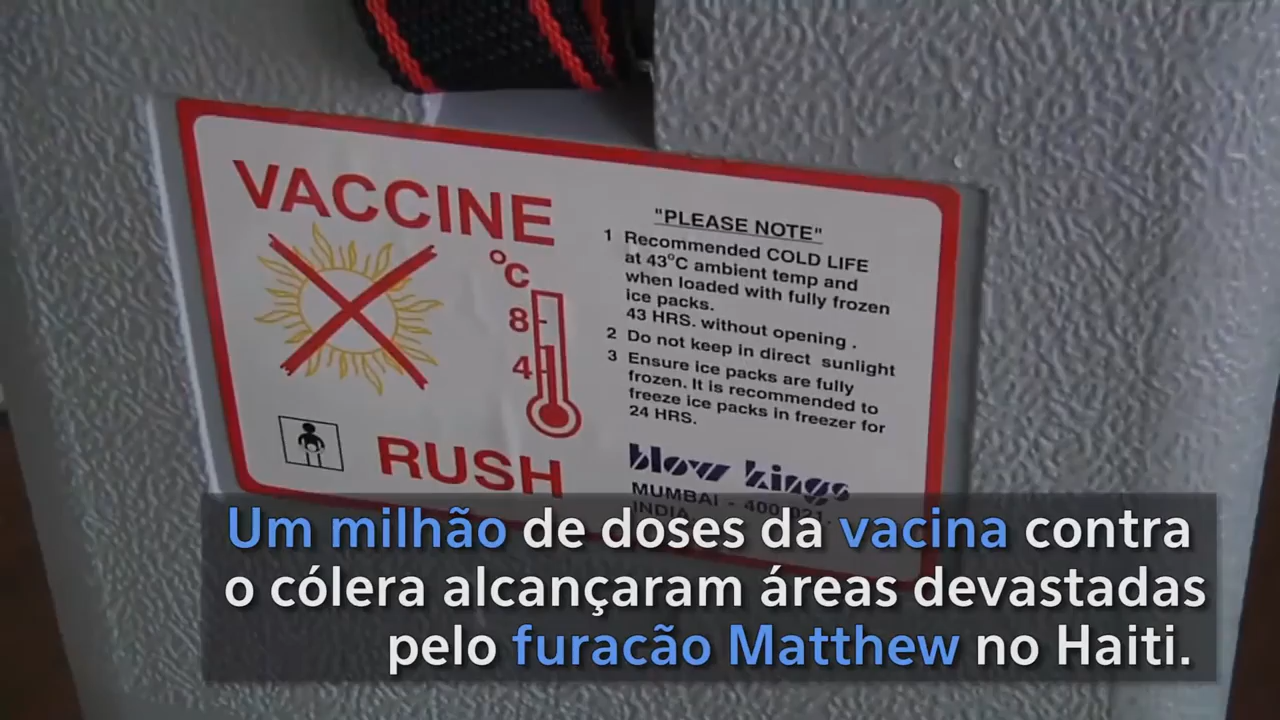 VACCINE
°C
8
4
RUSH
"PLEASE NOTE"
1 Recommended COLD LIFE
at 43°C ambient temp and
when loaded with fully frozen
ice packs.
43 HRS. without opening .
2 Do not keep in direct sunlight
3 Ensure ice packs are fully
frozen. It is recommended to
freeze ice packs in freezer for
24 HRS.
blow kings
MUMBAI - 400 021.
INDIA
Um milhão de doses da vacina contra
o cólera alcançaram áreas devastadas
pelo furacão Matthew no Haiti.